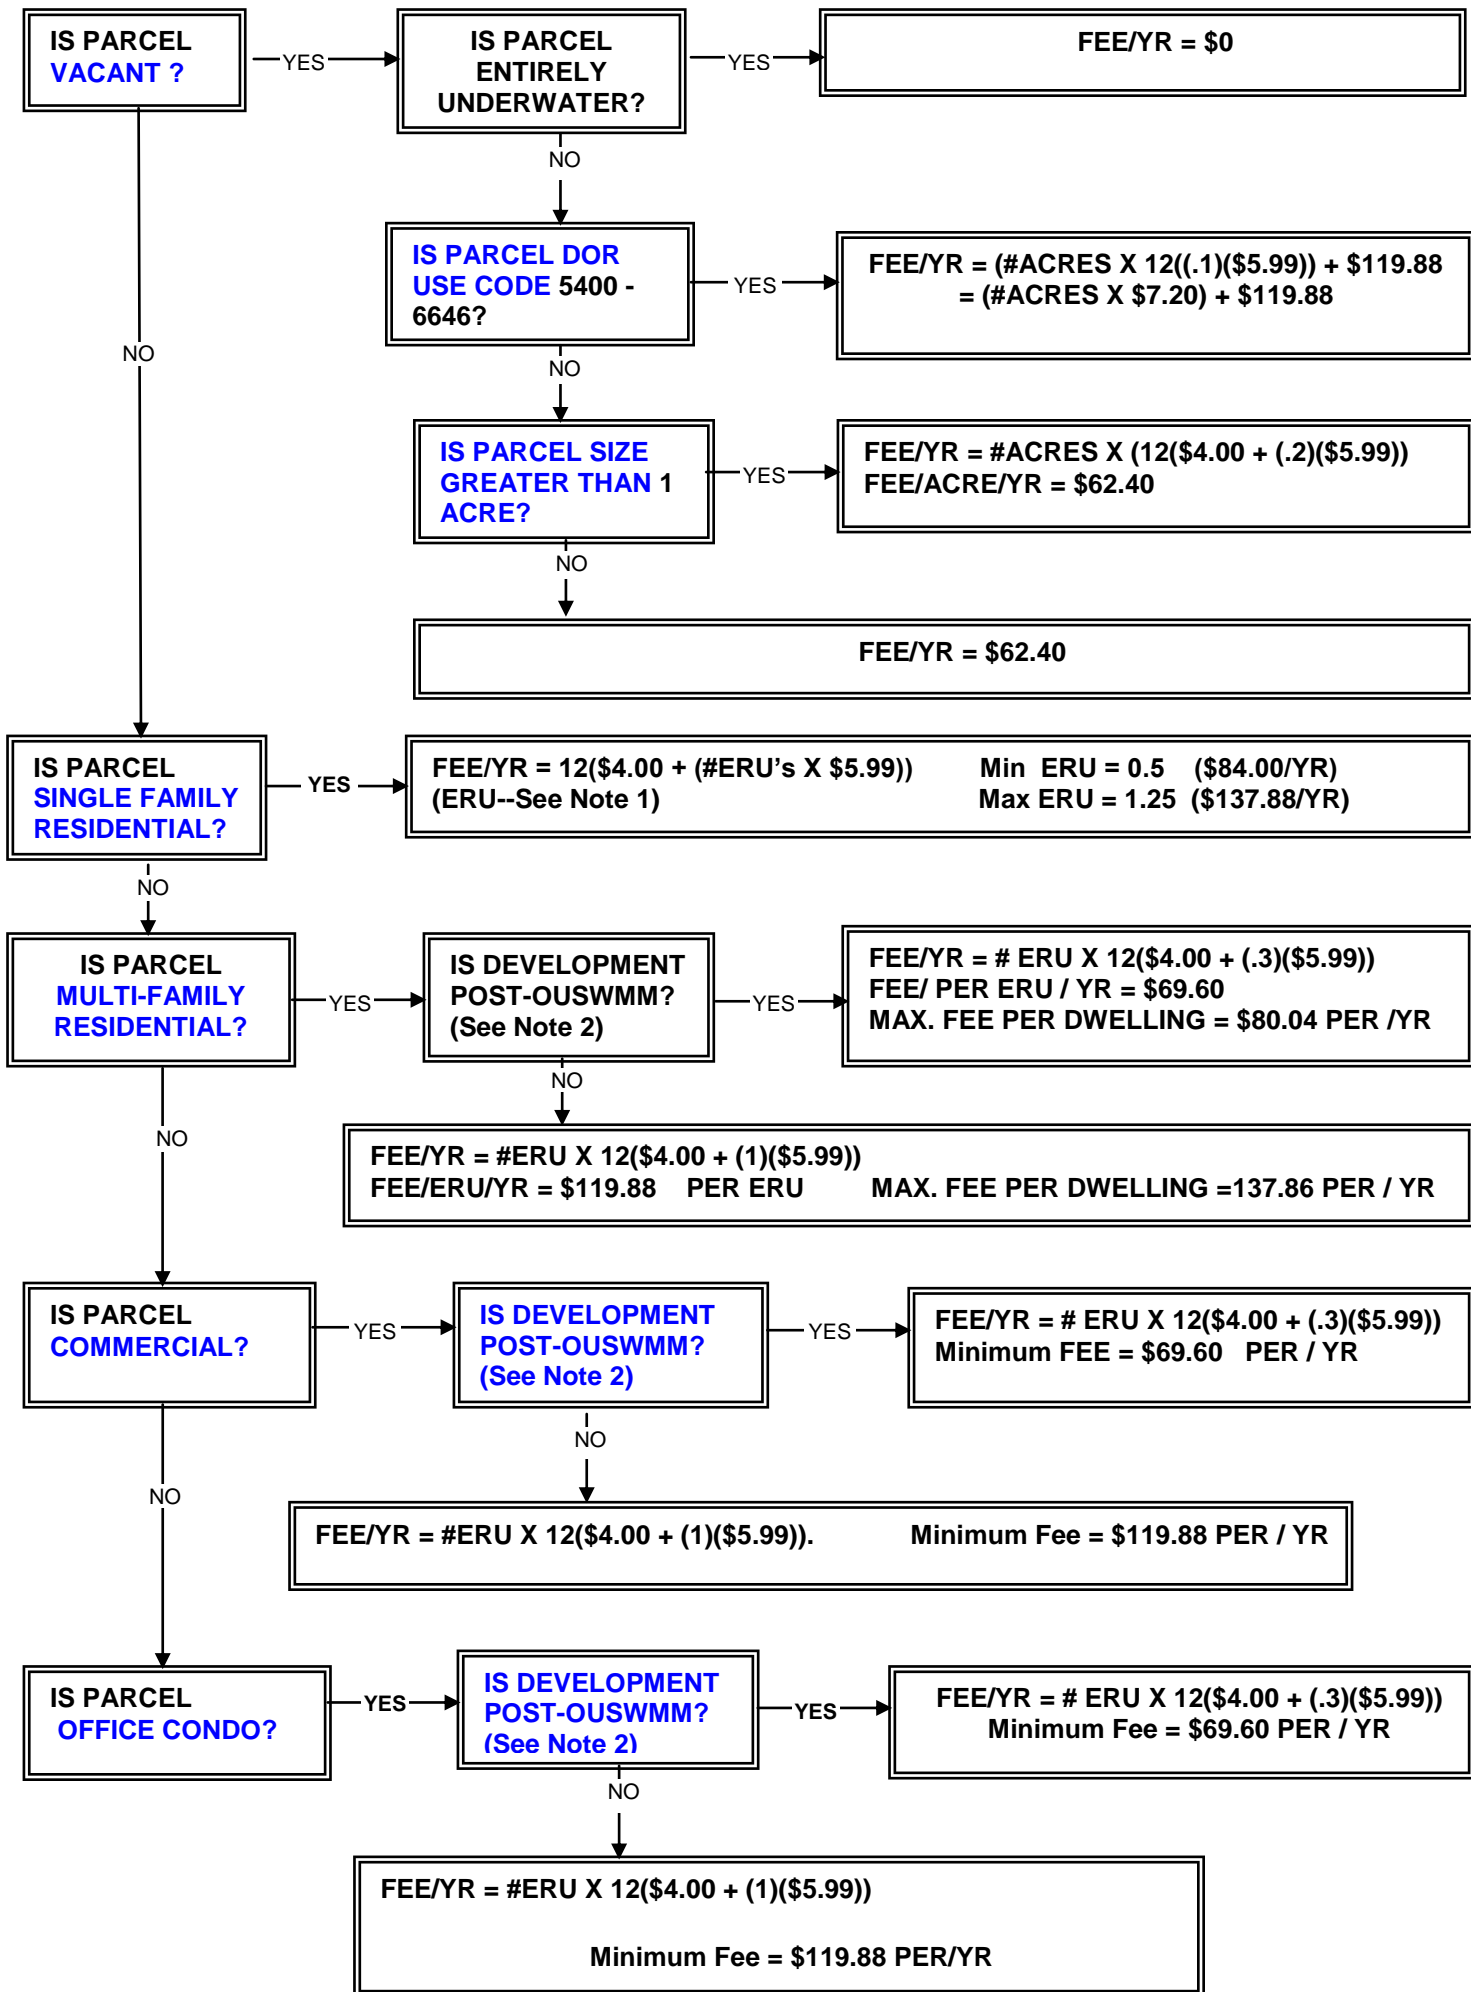 IS PARCEL
VACANT ?
YES
IS PARCEL
ENTIRELY
UNDERWATER?
YES
FEE/YR = $0
NO
IS PARCEL DOR
USE CODE 5400 -
6646?
YES
FEE/YR = (#ACRES X 12((.1)($5.99)) + $119.88
= (#ACRES X $7.20) + $119.88
NO
NO
IS PARCEL SIZE
GREATER THAN 1
ACRE?
YES
FEE/YR = #ACRES X (12($4.00 + (.2)($5.99))
FEE/ACRE/YR = $62.40
NO
FEE/YR = $62.40
IS PARCEL
SINGLE FAMILY
RESIDENTIAL?
YES
FEE/YR = 12($4.00 + (#ERU's X $5.99)) Min ERU = 0.5 ($84.00/YR)
(ERU--See Note 1) Max ERU = 1.25 ($137.88/YR)
NO
IS PARCEL
MULTI-FAMILY
RESIDENTIAL?
YES
IS DEVELOPMENT
POST-OUSWMM?
(See Note 2)
YES
FEE/YR = # ERU X 12($4.00 + (.3)($5.99))
FEE/ PER ERU / YR = $69.60
MAX. FEE PER DWELLING = $80.04 PER /YR
NO
NO
FEE/YR = #ERU X 12($4.00 + (1)($5.99))
FEE/ERU/YR = $119.88 PER ERU MAX. FEE PER DWELLING =137.86 PER / YR
IS PARCEL
COMMERCIAL?
YES
IS DEVELOPMENT
POST-OUSWMM?
(See Note 2)
YES
FEE/YR = # ERU X 12($4.00 + (.3)($5.99))
Minimum FEE = $69.60 PER / YR
NO
NO
FEE/YR = #ERU X 12($4.00 + (1)($5.99)). Minimum Fee = $119.88 PER / YR
IS PARCEL
OFFICE CONDO?
YES
IS DEVELOPMENT
POST-OUSWMM?
(See Note 2)
YES
FEE/YR = # ERU X 12($4.00 + (.3)($5.99))
Minimum Fee = $69.60 PER / YR
NO
FEE/YR = #ERU X 12($4.00 + (1)($5.99))
Minimum Fee = $119.88 PER/YR